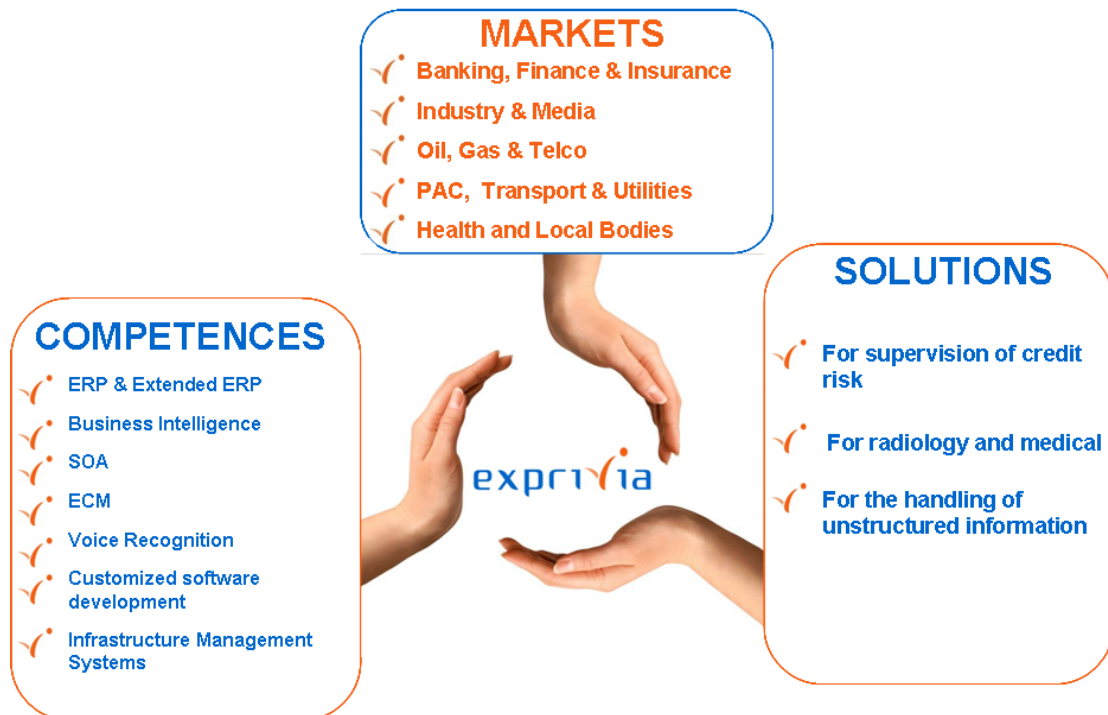 MARKETS
Banking, Finance & Insurance
Industry & Media
Oil, Gas & Telco
PAC, Transport & Utilities
Health and Local Bodies
COMPETENCES
ERP & Extended ERP
Business Intelligence
SOA
ECM
Voice Recognition
Customized software
development
Infrastructure Management
Systems
exprivia
SOLUTIONS
For supervision of credit
risk
For radiology and medical
For the handling of
unstructured information